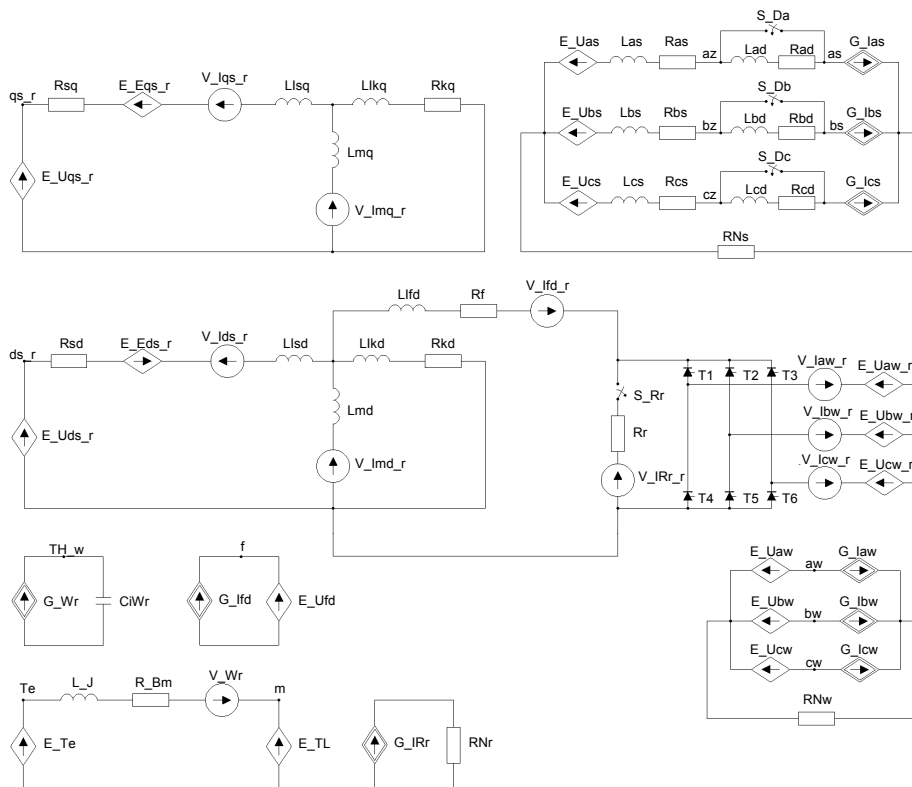 qs_r Rsq E_Eqs_r V_Iqs_r Llsq Llkq Rkq
Lmq
E_Uqs_r
V_Imq_r
S_Da
E_Uas Las Ras az Lad Rad as G_Ias
S_Db
E_Ubs Lbs Rbs bz Lbd Rbd bs G_Ibs
S_Dc
E_Ucs Lcs Rcs cz Lcd Rcd G_Ics
RNs
Llfd Rf V_Ifd_r
ds_r Rsd E_Eds_r V_Ids_r Llsd Llkd Rkd
Lmd
E_Uds_r
V_Imd_r
S_Rr
Rr
V_IRr_r
T1 T2 T3
T4 T5 T6
V_Iaw_r E_Uaw_r
V_Ibw_r E_Ubw_r
V_Icw_r E_Ucw_r
TH_w
G_Wr CiWr
f
G_Ifd E_Ufd
E_Uaw aw G_Iaw
E_Ubw bw G_Ibw
E_Ucw cw G_Icw
RNw
Te L_J R_Bm V_Wr m
E_Te E_TL
G_IRr RNr